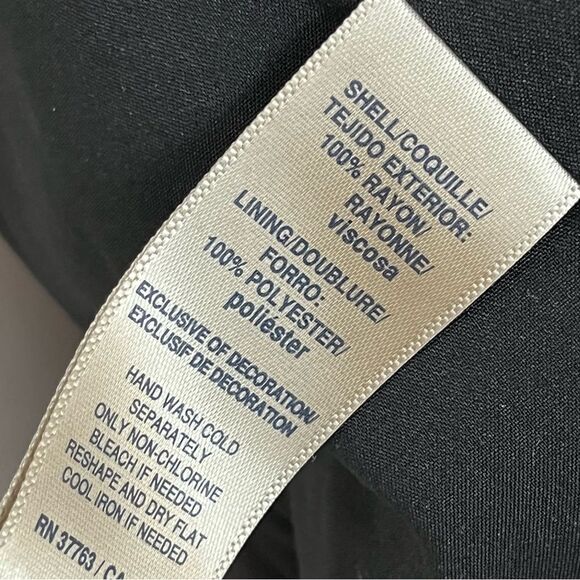 SHELL/COQUILLE/
TEJIDO EXTERIOR:
100% RAYON/
RAYONNE/
viscosa
LINING/DOUBLURE/
FORRO:
100% POLYESTER/
poliéster
EXCLUSIVE OF DECORATION/
EXCLUSIF DE DECORATION
HAND WASH COLD
SEPARATELY
ONLY NON-CHLORINE
BLEACH IF NEEDED
RESHAPE AND DRY FLAT
COOL IRON IF NEEDED
RN 37763 / CA